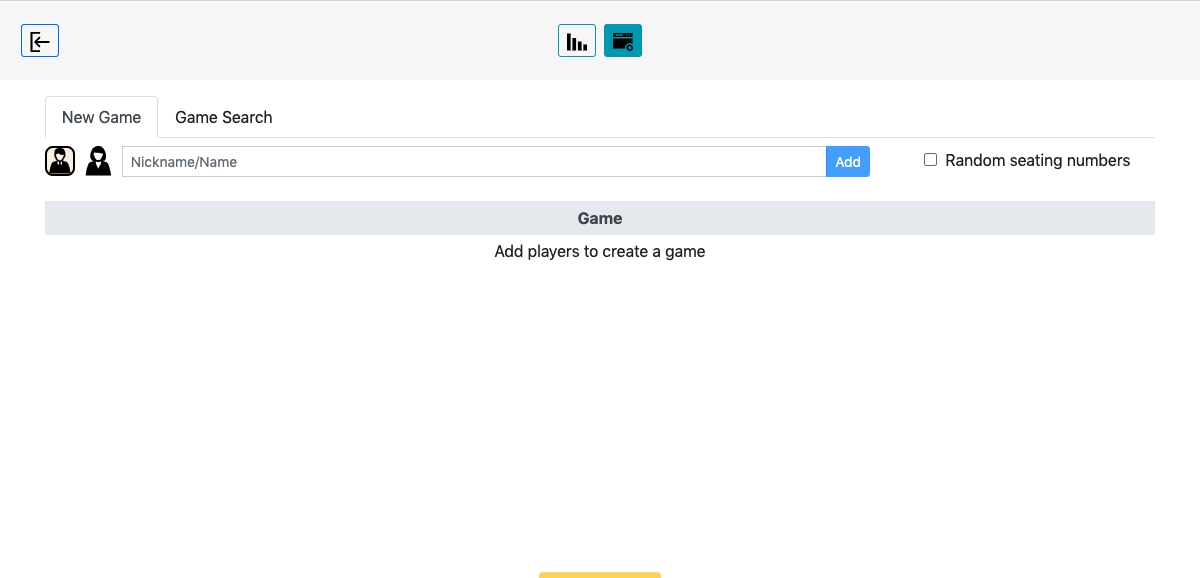 New Game
Game Search
Nickname/Name
Add
Random seating numbers
Game
Add players to create a game